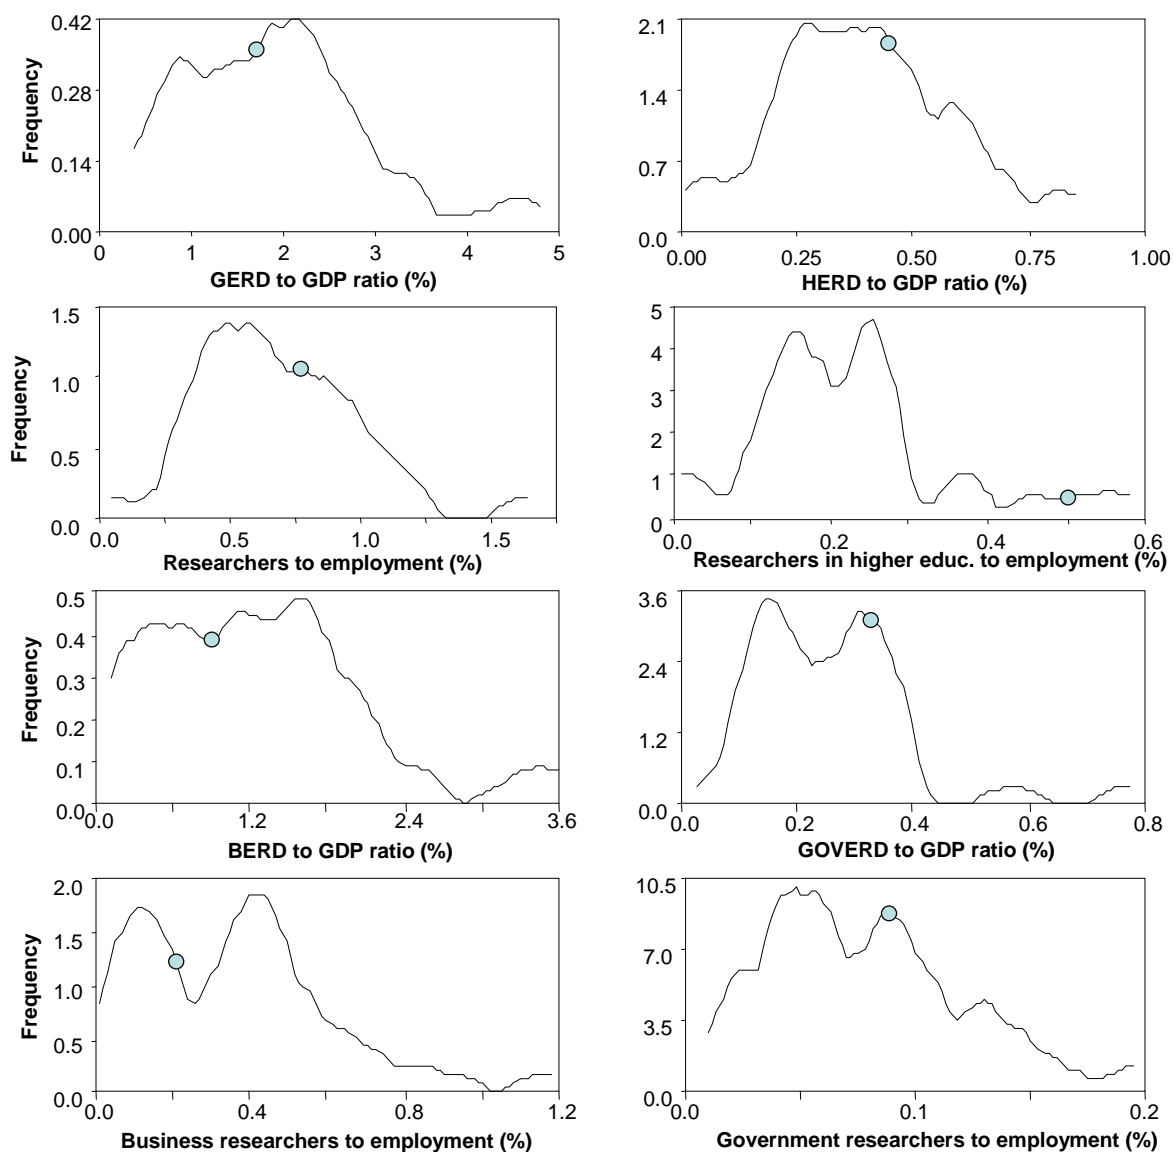 0.42
0.28
0.14
0.00
Frequency
0 1 2 3 4 5
GERD to GDP ratio (%)
2.1
1.4
0.7
0.0
0.00 0.25 0.50 0.75 1.00
HERD to GDP ratio (%)
1.5
1.0
0.5
0.0
Frequency
0.0 0.5 1.0 1.5
Researchers to employment (%)
5
4
3
2
1
0
0.0 0.2 0.4 0.6
Researchers in higher educ. to employment (%)
0.5
0.4
0.3
0.2
0.1
0.0
Frequency
0.0 1.2 2.4 3.6
BERD to GDP ratio (%)
3.6
2.4
1.2
0.0
0.0 0.2 0.4 0.6 0.8
GOVERD to GDP ratio (%)
2.0
1.5
1.0
0.5
0.0
Frequency
0.0 0.4 0.8 1.2
Business researchers to employment (%)
10.5
7.0
3.5
0.0
0.0 0.1 0.2
Government researchers to employment (%)